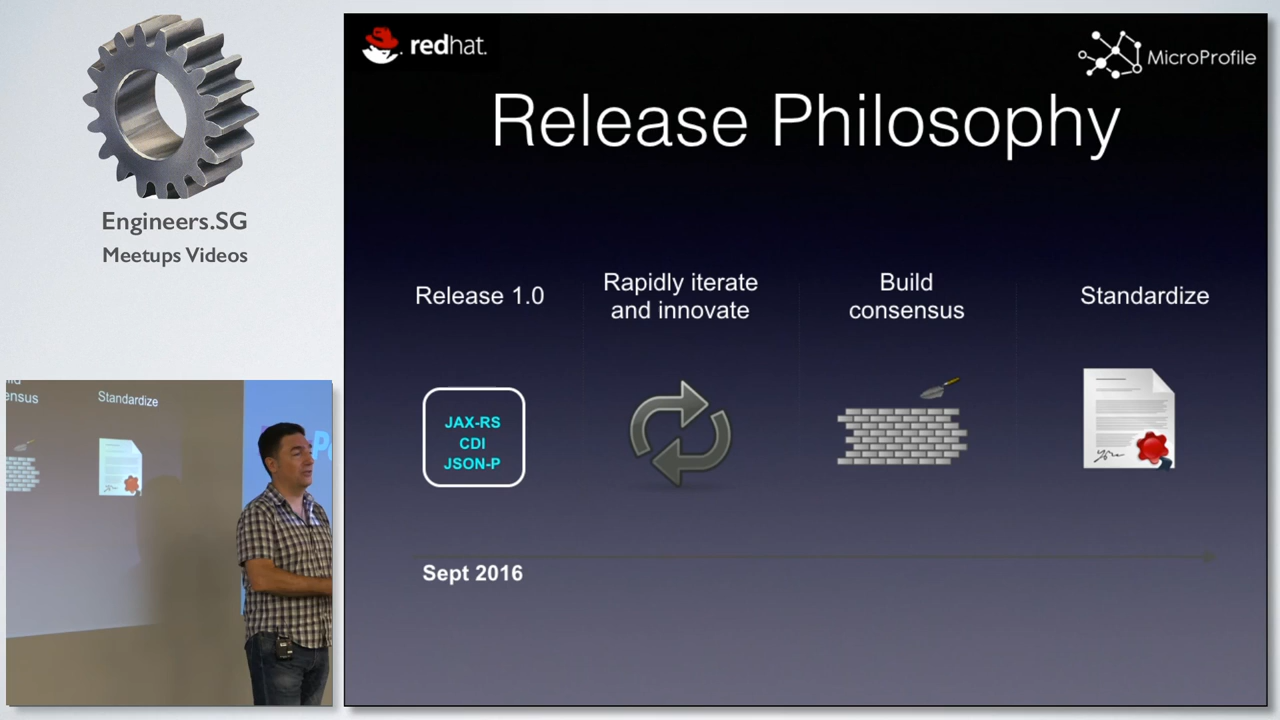 Engineers.SG
Meetups Videos
redhat.
MicroProfile
Release Philosophy
Release 1.0
Rapidly iterate
and innovate
Build
consensus
Standardize
JAX-RS
CDI
JSON-P
Sept 2016
ensus
Standardize